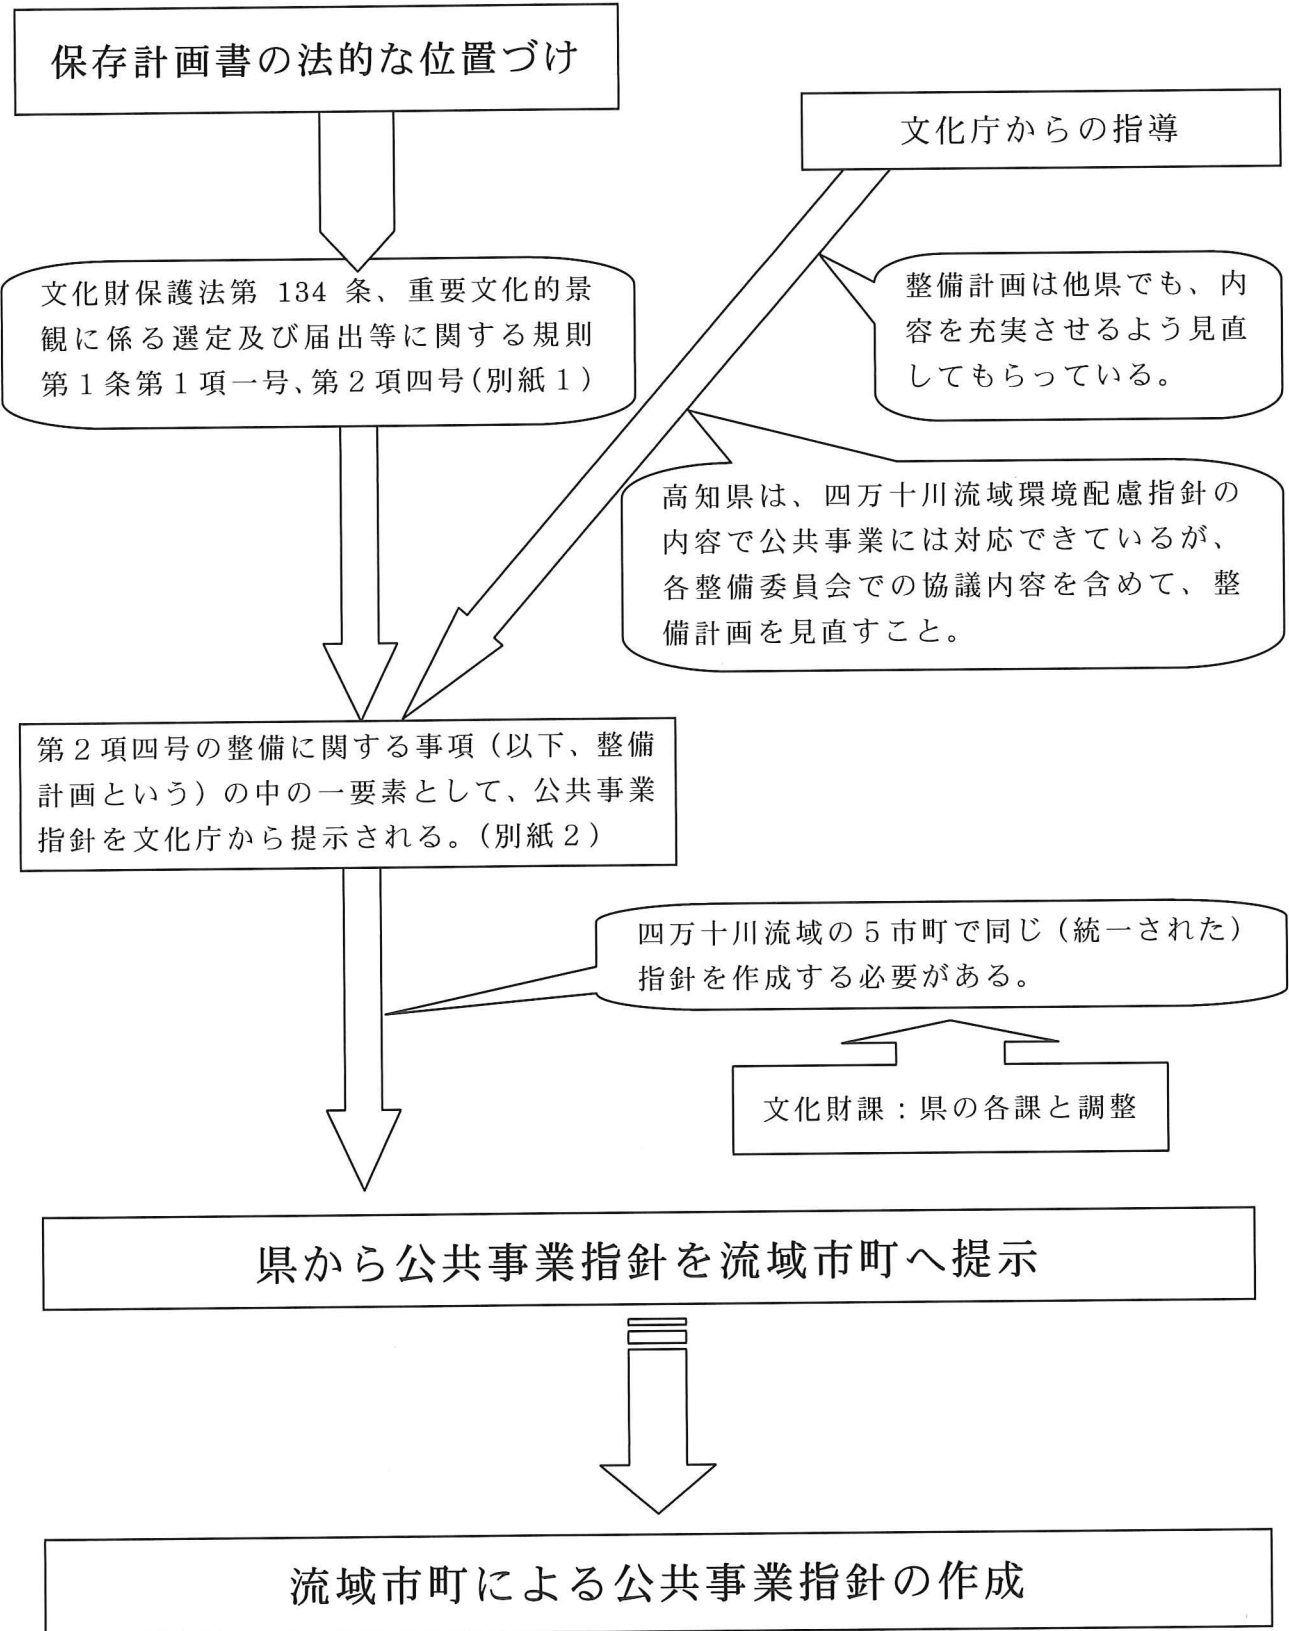 保存計画書の法的な位置づけ
文化庁からの指導
文化財保護法第 134 条、重要文化的景
観に係る選定及び届出等に関する規則
第1条第1項一号、第2項四号(別紙1)
整備計画は他県でも、内
容を充実させるよう見直
してもらっている。
高知県は、四万十川流域環境配慮指針の
内容で公共事業には対応できているが、
各整備委員会での協議内容を含めて、整
備計画を見直すこと。
第2項四号の整備に関する事項(以下、整備
計画という)の中の一要素として、公共事業
指針を文化庁から提示される。(別紙2)
四万十川流域の5市町で同じ(統一された)
指針を作成する必要がある。
文化財課:県の各課と調整
県から公共事業指針を流域市町へ提示
流域市町による公共事業指針の作成